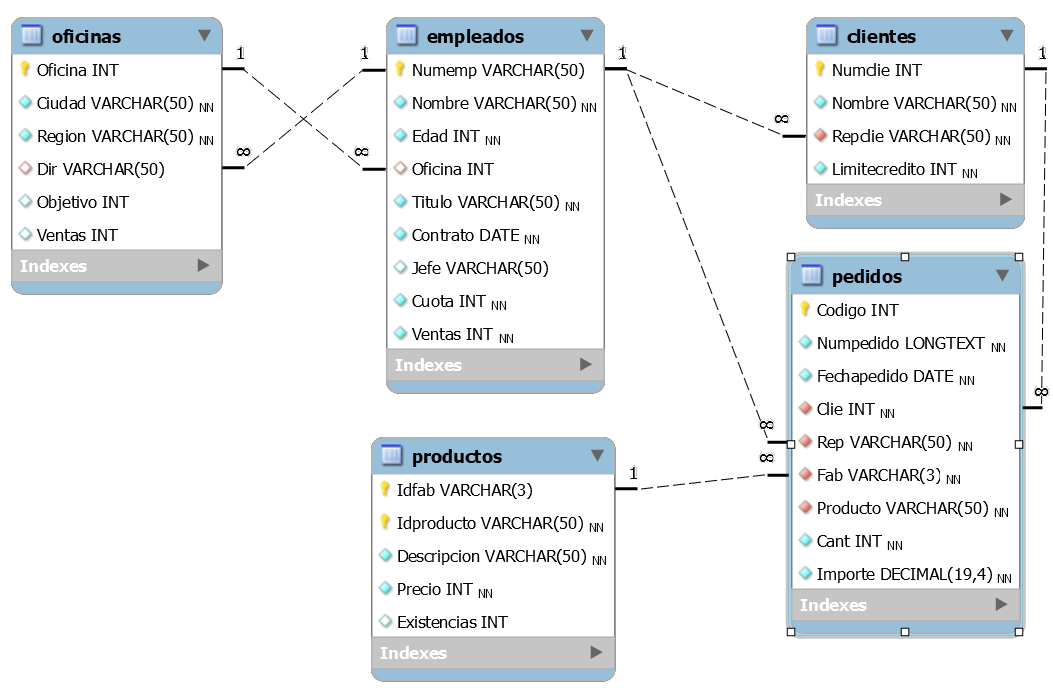 oficinas
Oficina INT
Ciudad VARCHAR(50) NN
Region VARCHAR(50) NN
Dir VARCHAR(50)
Objetivo INT
Ventas INT
Indexes
1
∞
1
∞
empleados
Numemp VARCHAR(50)
Nombre VARCHAR(50) NN
Edad INT NN
Oficina INT
Titulo VARCHAR(50) NN
Contrato DATE NN
Jefe VARCHAR(50)
Cuota INT NN
Ventas INT NN
Indexes
1
∞
clientes
Numclie INT
Nombre VARCHAR(50) NN
Repclie VARCHAR(50) NN
Limitecredito INT NN
Indexes
1
∞
productos
Idfab VARCHAR(3)
Idproducto VARCHAR(50) NN
Descripcion VARCHAR(50) NN
Precio INT NN
Existencias INT
Indexes
1
∞
∞
pedidos
Codigo INT
Numpedido LONGTEXT NN
Fechapedido DATE NN
Clie INT NN
Rep VARCHAR(50) NN
Fab VARCHAR(3) NN
Producto VARCHAR(50) NN
Cant INT NN
Importe DECIMAL(19,4) NN
Indexes